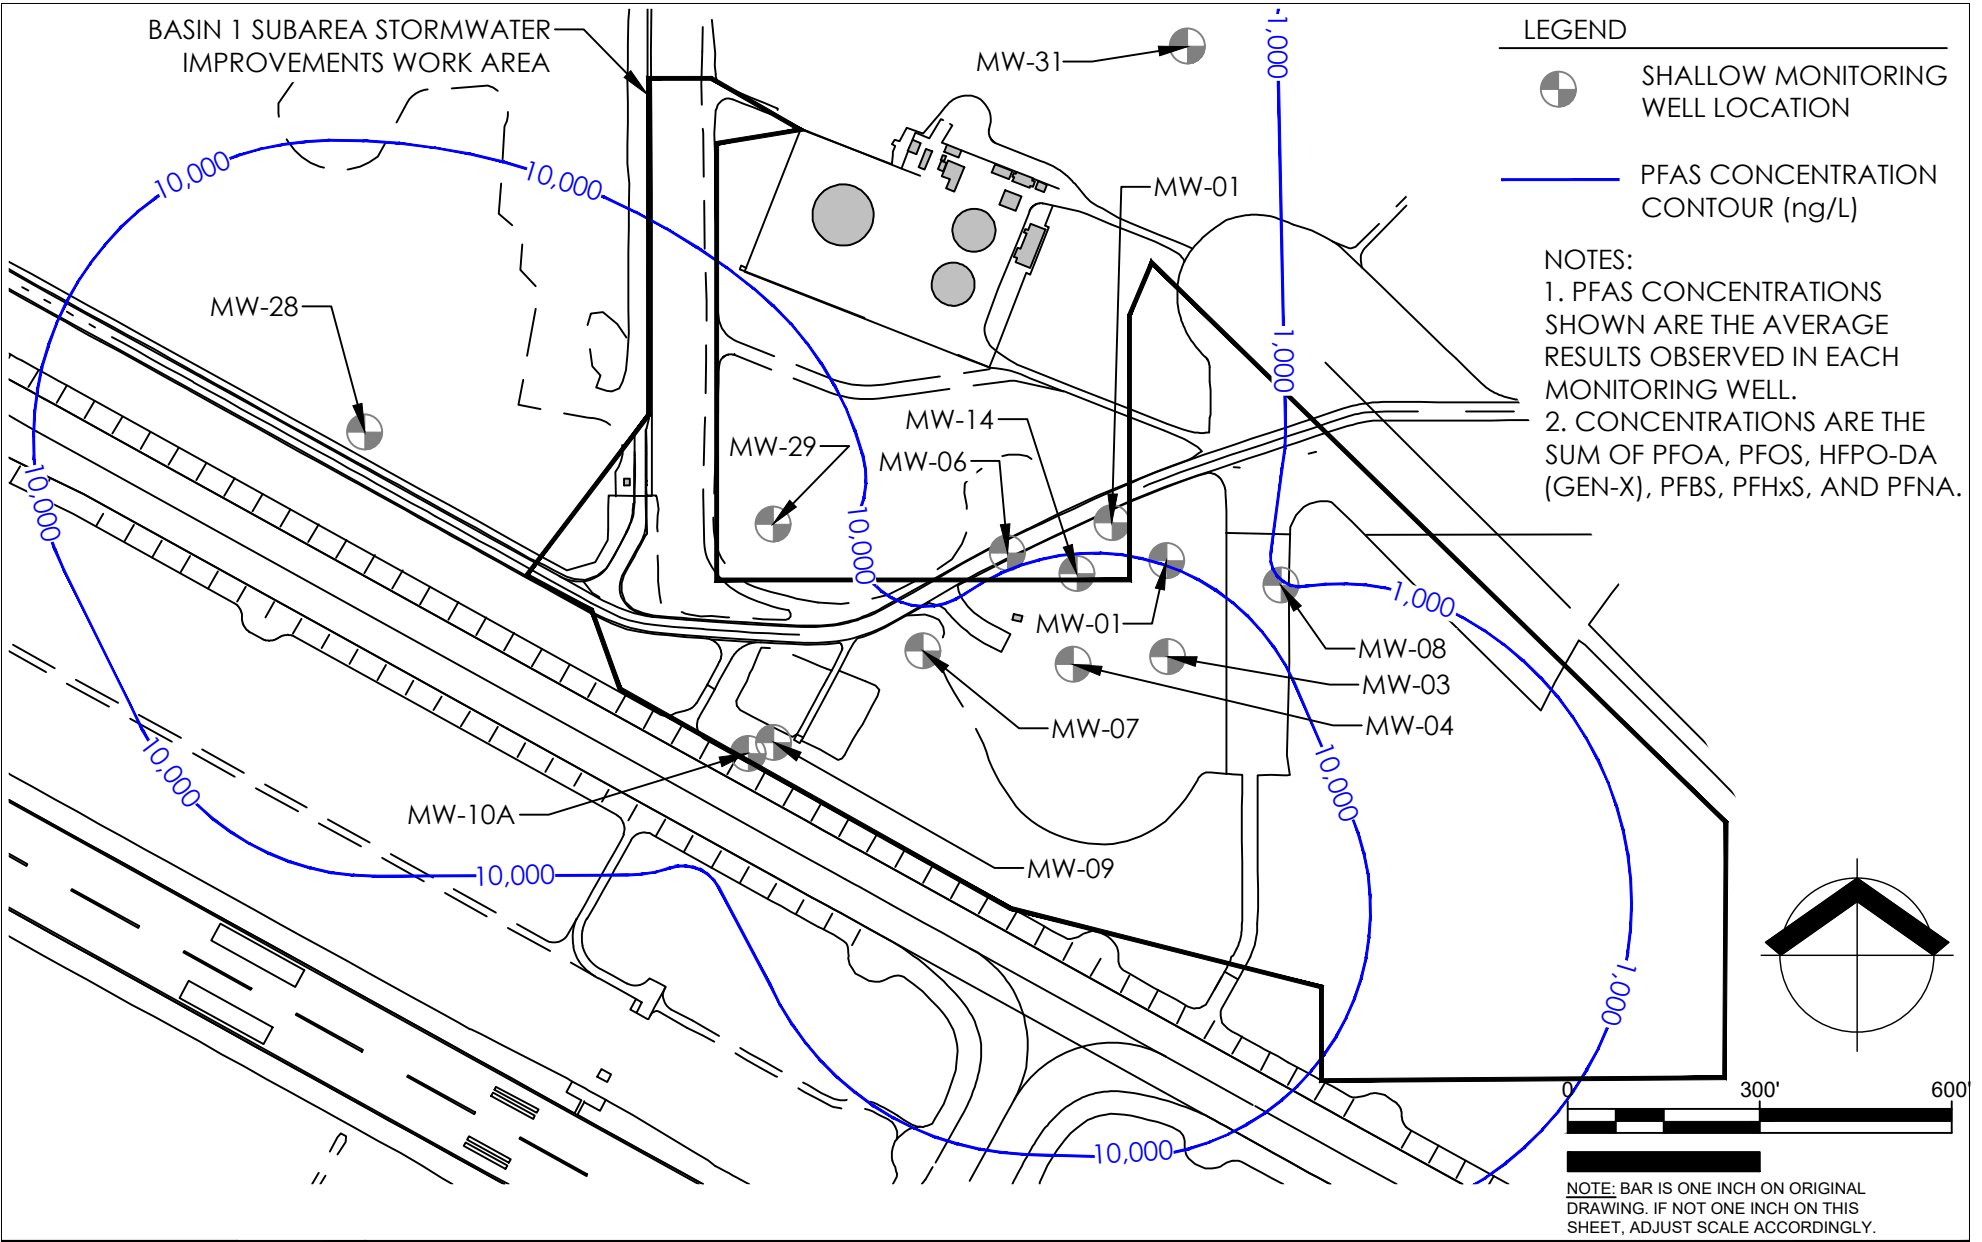 BASIN 1 SUBAREA STORMWATER
IMPROVEMENTS WORK AREA
MW-31
1,000
LEGEND
SHALLOW MONITORING
WELL LOCATION
PFAS CONCENTRATION
CONTOUR (ng/L)
NOTES:
1. PFAS CONCENTRATIONS
SHOWN ARE THE AVERAGE
RESULTS OBSERVED IN EACH
MONITORING WELL.
2. CONCENTRATIONS ARE THE
SUM OF PFOA, PFOS, HFPO-DA
(GEN-X), PFBS, PFHxS, AND PFNA.
10,000
10,000
MW-01
MW-28
1,000
MW-14
MW-29
MW-06
10,000
10,000
1,000
MW-01
MW-08
MW-03
MW-04
MW-07
10,000
10,000
MW-10A
MW-09
10,000
1,000
10,000
0
300'
600'
NOTE: BAR IS ONE INCH ON ORIGINAL
DRAWING. IF NOT ONE INCH ON THIS
SHEET, ADJUST SCALE ACCORDINGLY.